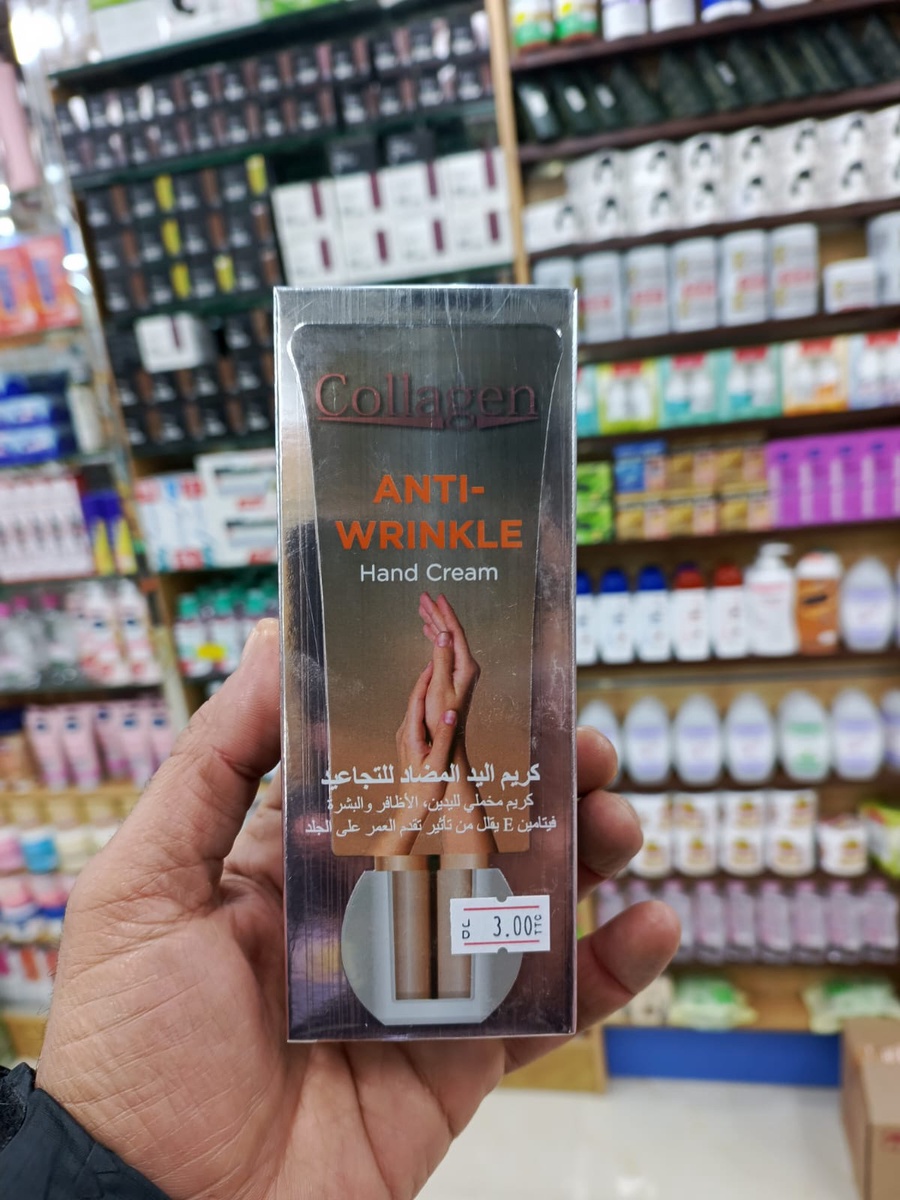 Collagen
ANTI-
WRINKLE
Hand Cream
كريم اليد المضاد للتجاعيد
كريم مخملي لليدين، الأظافر والبشرة
فيتامين E يقلل من تأثير تقدم العمر على الجلد
JD 3.00 TTC